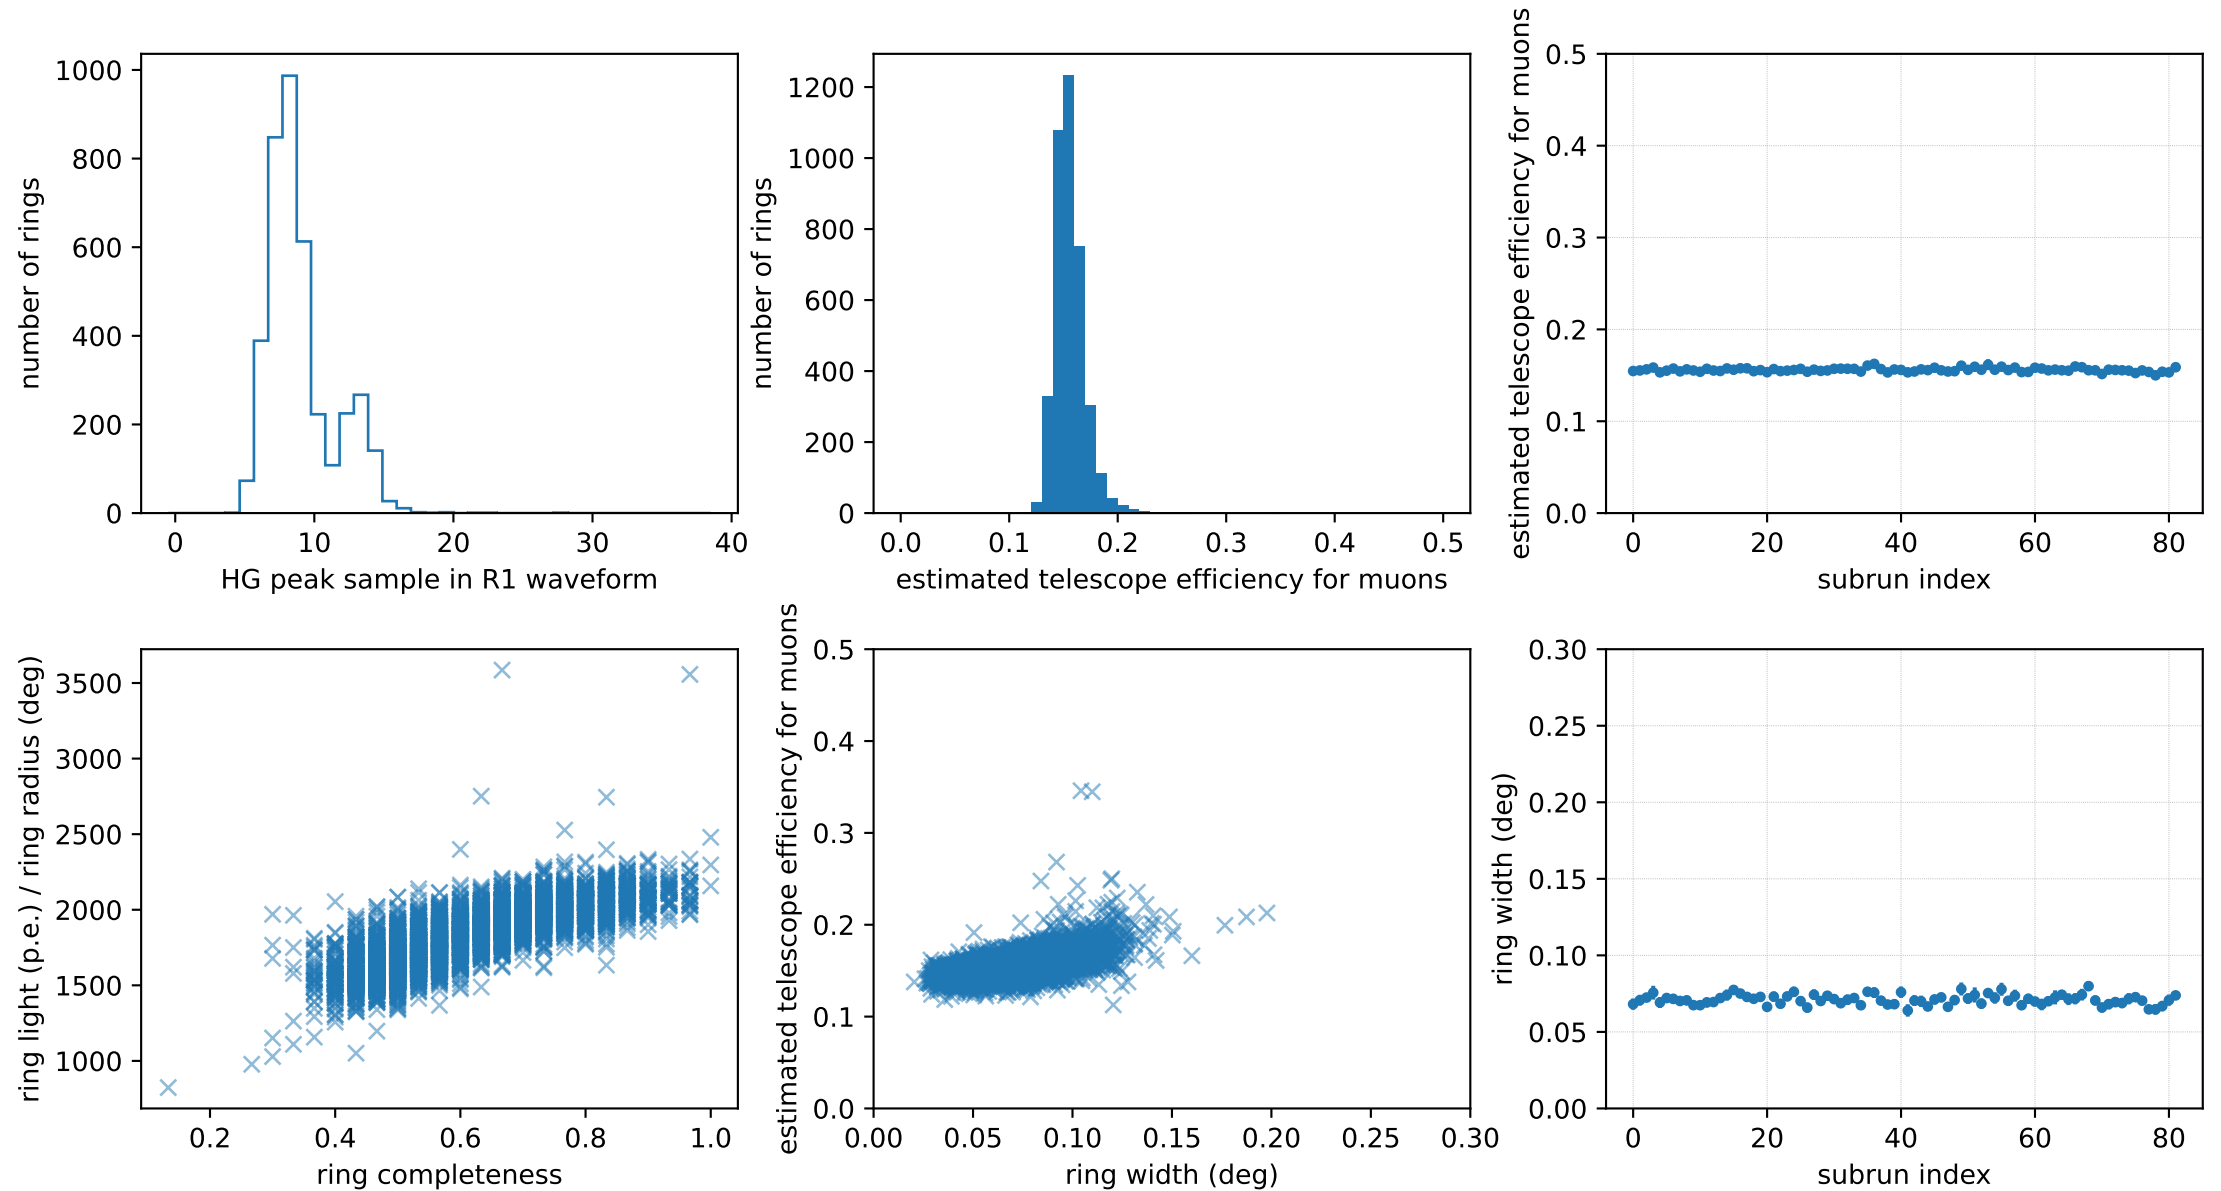 1000
800
600
400
200
0
number of rings
0 10 20 30 40
HG peak sample in R1 waveform
1200
1000
800
600
400
200
0
number of rings
0.0 0.1 0.2 0.3 0.4 0.5
estimated telescope efficiency for muons
0.5
0.4
0.3
0.2
0.1
0.0
estimated telescope efficiency for muons
0 20 40 60 80
subrun index
3500
3000
2500
2000
1500
1000
ring light (p.e.) / ring radius (deg)
0.2 0.4 0.6 0.8 1.0
ring completeness
0.5
0.4
0.3
0.2
0.1
0.0
estimated telescope efficiency for muons
0.00 0.05 0.10 0.15 0.20 0.25 0.30
ring width (deg)
0.30
0.25
0.20
0.15
0.10
0.05
0.00
ring width (deg)
0 20 40 60 80
subrun index